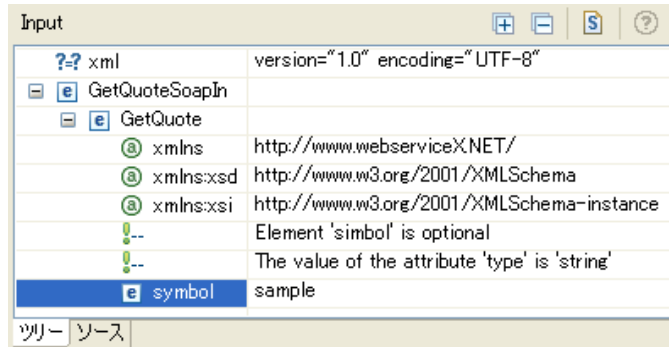 Input
?=? xml version="1.0" encoding="UTF-8"
e GetQuoteSoapIn
e GetQuote
a xmlns http://www.webserviceX.NET/
a xmlns:xsd http://www.w3.org/2001/XMLSchema
a xmlns:xsi http://www.w3.org/2001/XMLSchema-instance
!-- Element 'simbol' is optional
!-- The value of the attribute 'type' is 'string'
e symbol sample
ツリー ソース